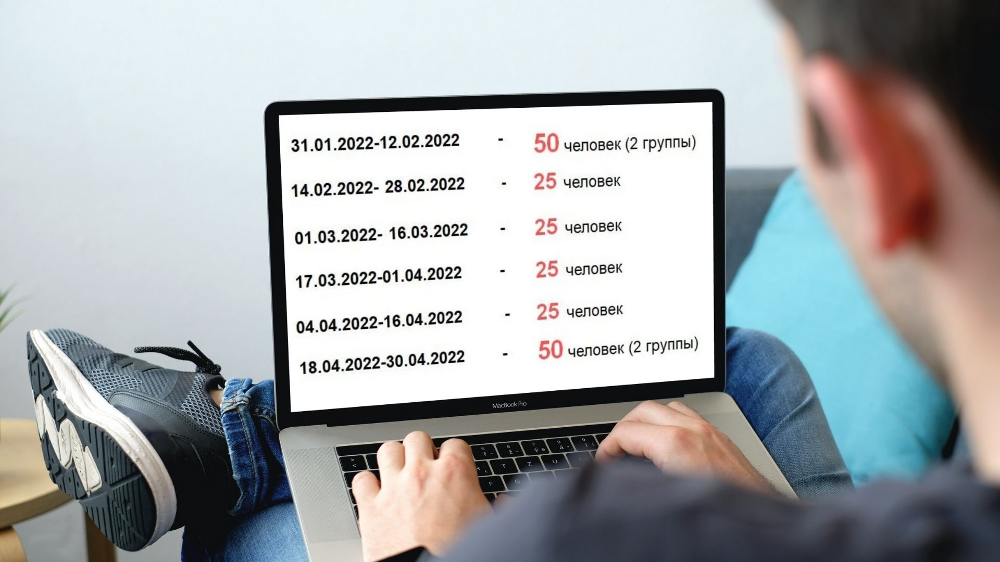 31.01.2022-12.02.2022 - 50 человек (2 группы)
14.02.2022- 28.02.2022 - 25 человек
01.03.2022- 16.03.2022 - 25 человек
17.03.2022-01.04.2022 - 25 человек
04.04.2022-16.04.2022 - 25 человек
18.04.2022-30.04.2022 - 50 человек (2 группы)
MacBook Pro